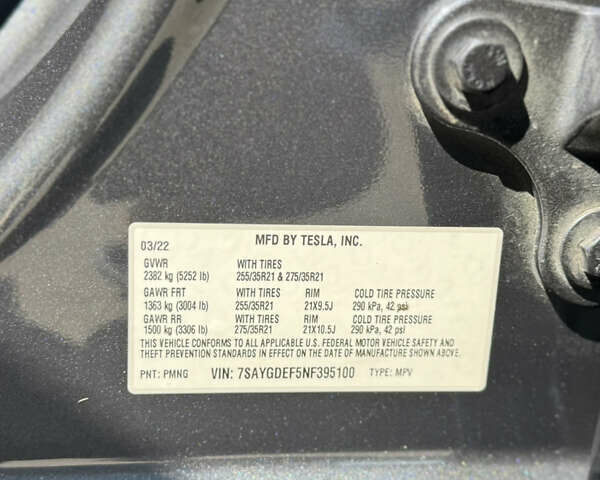 03/22 MFD BY TESLA, INC.
GVWR WITH TIRES
2382 kg (5252 lb) 255/35R21 & 275/35R21
GAWR FRT WITH TIRES RIM COLD TIRE PRESSURE
1363 kg (3004 lb) 255/35R21 21X9.5J 290 kPa, 42 psi
GAWR RR WITH TIRES RIM COLD TIRE PRESSURE
1500 kg (3306 lb) 275/35R21 21X10.5J 290 kPa, 42 psi
THIS VEHICLE CONFORMS TO ALL APPLICABLE U.S. FEDERAL MOTOR VEHICLE SAFETY AND
THEFT PREVENTION STANDARDS IN EFFECT ON THE DATE OF MANUFACTURE SHOWN ABOVE.
PNT: PMNG VIN: 7SAYGDEF5NF395100 TYPE: MPV